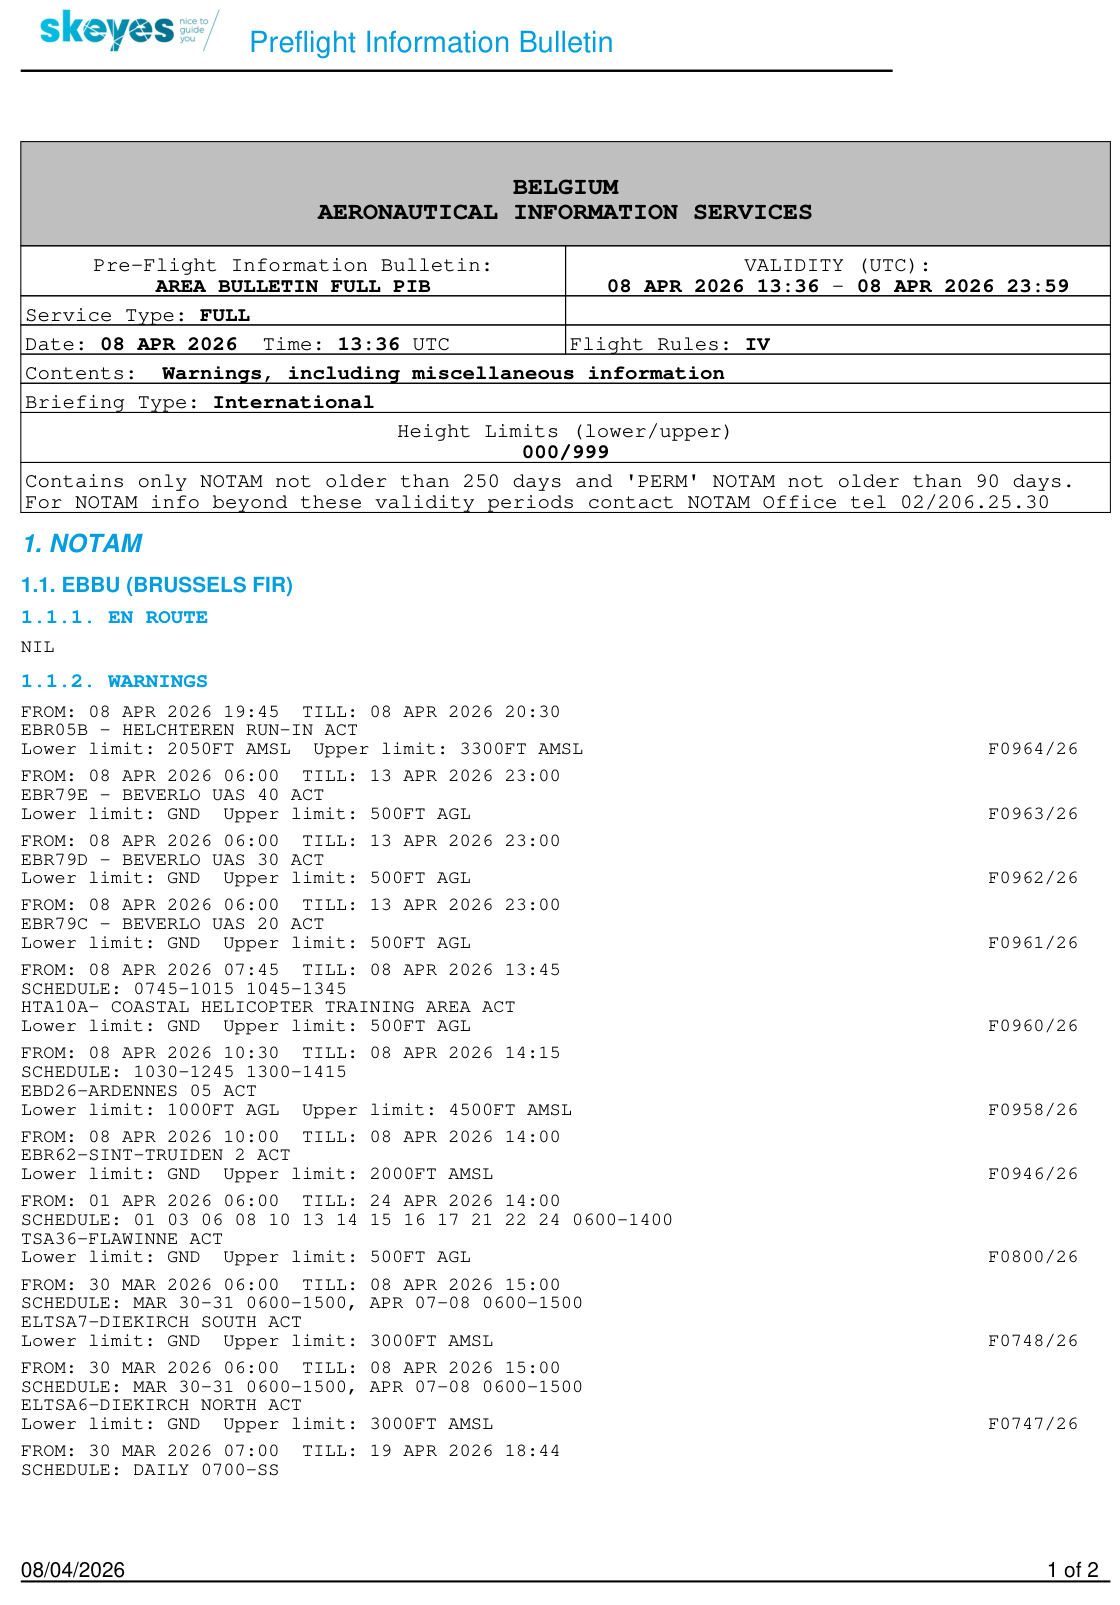 skeyes nice to guide you
Preflight Information Bulletin
BELGIUM
AERONAUTICAL INFORMATION SERVICES
Pre-Flight Information Bulletin:
AREA BULLETIN FULL PIB
VALIDITY (UTC):
08 APR 2026 13:36 - 08 APR 2026 23:59
Service Type: FULL
Date: 08 APR 2026  Time: 13:36 UTC
Flight Rules: IV
Contents:  Warnings, including miscellaneous information
Briefing Type: International
Height Limits (lower/upper)
000/999
Contains only NOTAM not older than 250 days and 'PERM' NOTAM not older than 90 days.
For NOTAM info beyond these validity periods contact NOTAM Office tel 02/206.25.30
1. NOTAM
1.1. EBBU (BRUSSELS FIR)
1.1.1. EN ROUTE
NIL
1.1.2. WARNINGS
FROM: 08 APR 2026 19:45  TILL: 08 APR 2026 20:30
EBR05B - HELCHTEREN RUN-IN ACT
Lower limit: 2050FT AMSL  Upper limit: 3300FT AMSL F0964/26
FROM: 08 APR 2026 06:00  TILL: 13 APR 2026 23:00
EBR79E - BEVERLO UAS 40 ACT
Lower limit: GND  Upper limit: 500FT AGL F0963/26
FROM: 08 APR 2026 06:00  TILL: 13 APR 2026 23:00
EBR79D - BEVERLO UAS 30 ACT
Lower limit: GND  Upper limit: 500FT AGL F0962/26
FROM: 08 APR 2026 06:00  TILL: 13 APR 2026 23:00
EBR79C - BEVERLO UAS 20 ACT
Lower limit: GND  Upper limit: 500FT AGL F0961/26
FROM: 08 APR 2026 07:45  TILL: 08 APR 2026 13:45
SCHEDULE: 0745-1015 1045-1345
HTA10A- COASTAL HELICOPTER TRAINING AREA ACT
Lower limit: GND  Upper limit: 500FT AGL F0960/26
FROM: 08 APR 2026 10:30  TILL: 08 APR 2026 14:15
SCHEDULE: 1030-1245 1300-1415
EBD26-ARDENNES 05 ACT
Lower limit: 1000FT AGL  Upper limit: 4500FT AMSL F0958/26
FROM: 08 APR 2026 10:00  TILL: 08 APR 2026 14:00
EBR62-SINT-TRUIDEN 2 ACT
Lower limit: GND  Upper limit: 2000FT AMSL F0946/26
FROM: 01 APR 2026 06:00  TILL: 24 APR 2026 14:00
SCHEDULE: 01 03 06 08 10 13 14 15 16 17 21 22 24 0600-1400
TSA36-FLAWINNE ACT
Lower limit: GND  Upper limit: 500FT AGL F0800/26
FROM: 30 MAR 2026 06:00  TILL: 08 APR 2026 15:00
SCHEDULE: MAR 30-31 0600-1500, APR 07-08 0600-1500
ELTSA7-DIEKIRCH SOUTH ACT
Lower limit: GND  Upper limit: 3000FT AMSL F0748/26
FROM: 30 MAR 2026 06:00  TILL: 08 APR 2026 15:00
SCHEDULE: MAR 30-31 0600-1500, APR 07-08 0600-1500
ELTSA6-DIEKIRCH NORTH ACT
Lower limit: GND  Upper limit: 3000FT AMSL F0747/26
FROM: 30 MAR 2026 07:00  TILL: 19 APR 2026 18:44
SCHEDULE: DAILY 0700-SS
08/04/2026 1 of 2